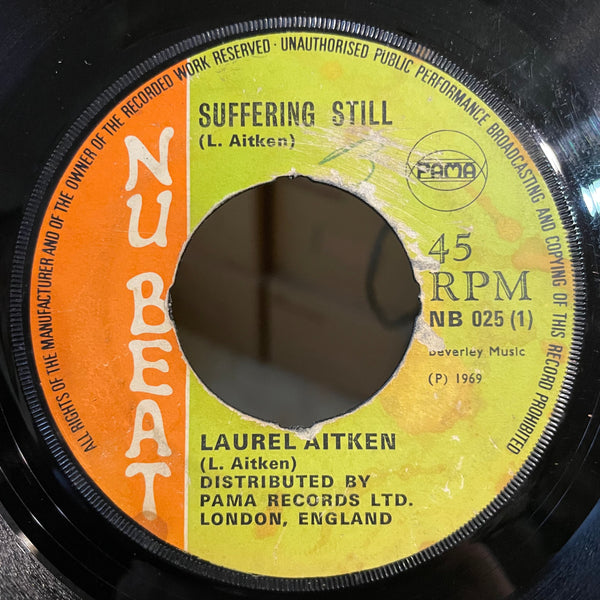 ALL RIGHTS OF THE MANUFACTURER AND OF THE OWNER OF THE RECORDED WORK RESERVED · UNAUTHORISED PUBLIC PERFORMANCE BROADCASTING AND COPYING OF THIS RECORD PROHIBITED
NU BEAT
SUFFERING STILL
(L. Aitken)
PAMA
45
RPM
NB 025 (1)
Beverley Music
(P) 1969
LAUREL AITKEN
(L. Aitken)
DISTRIBUTED BY
PAMA RECORDS LTD.
LONDON, ENGLAND